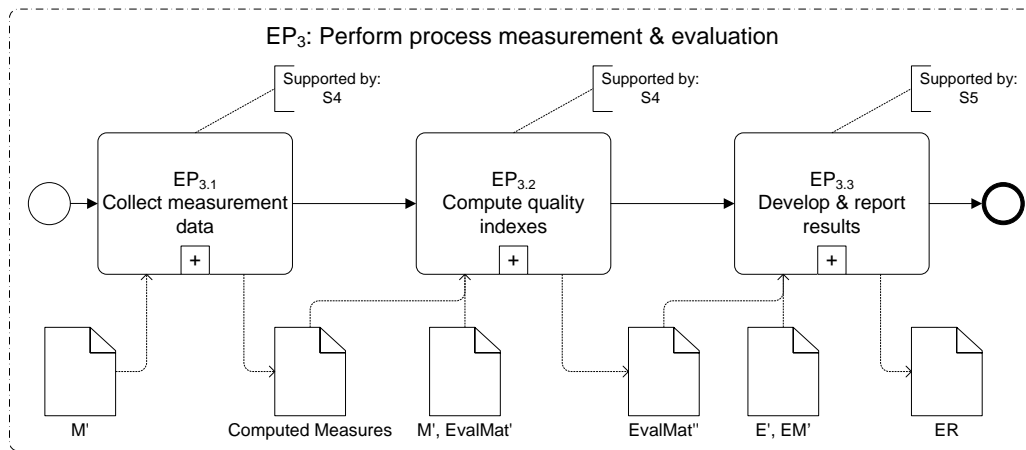 EP3: Perform process measurement & evaluation
Supported by:
S4
Supported by:
S4
Supported by:
S5
EP3.1
Collect measurement
data
+
EP3.2
Compute quality
indexes
+
EP3.3
Develop & report
results
+
M'
Computed Measures
M', EvalMat'
EvalMat''
E', EM’
ER